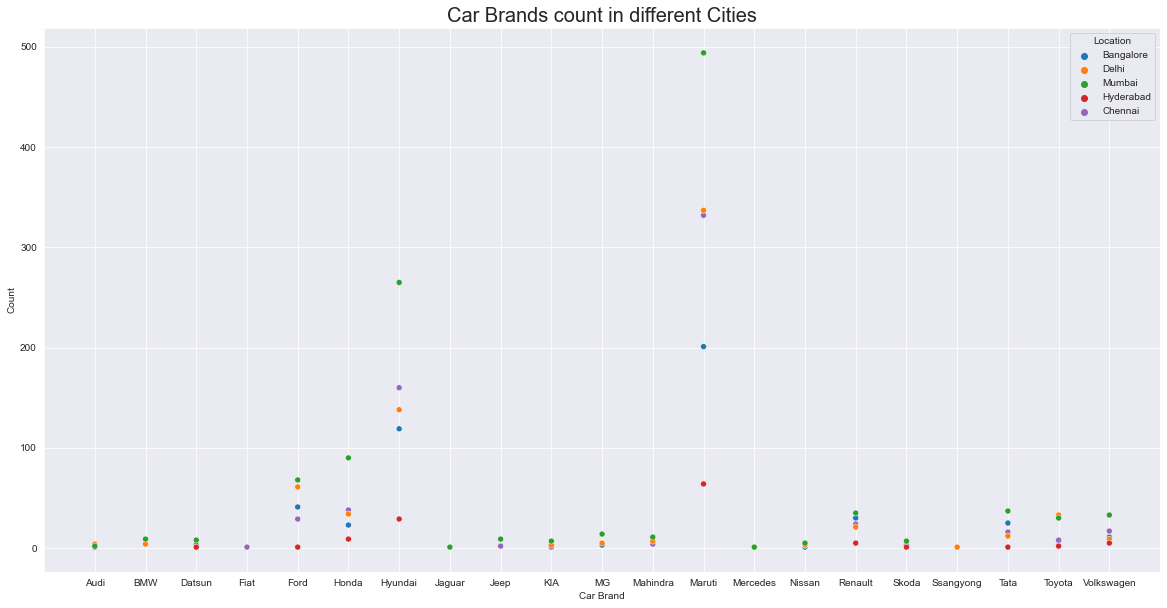 Car Brands count in different Cities
Location
Bangalore
Delhi
Mumbai
Hyderabad
Chennai
500
400
300
200
100
0
Count
Audi BMW Datsun Fiat Ford Honda Hyundai Jaguar Jeep KIA MG Mahindra Maruti Mercedes Nissan Renault Skoda Ssangyong Tata Toyota Volkswagen
Car Brand